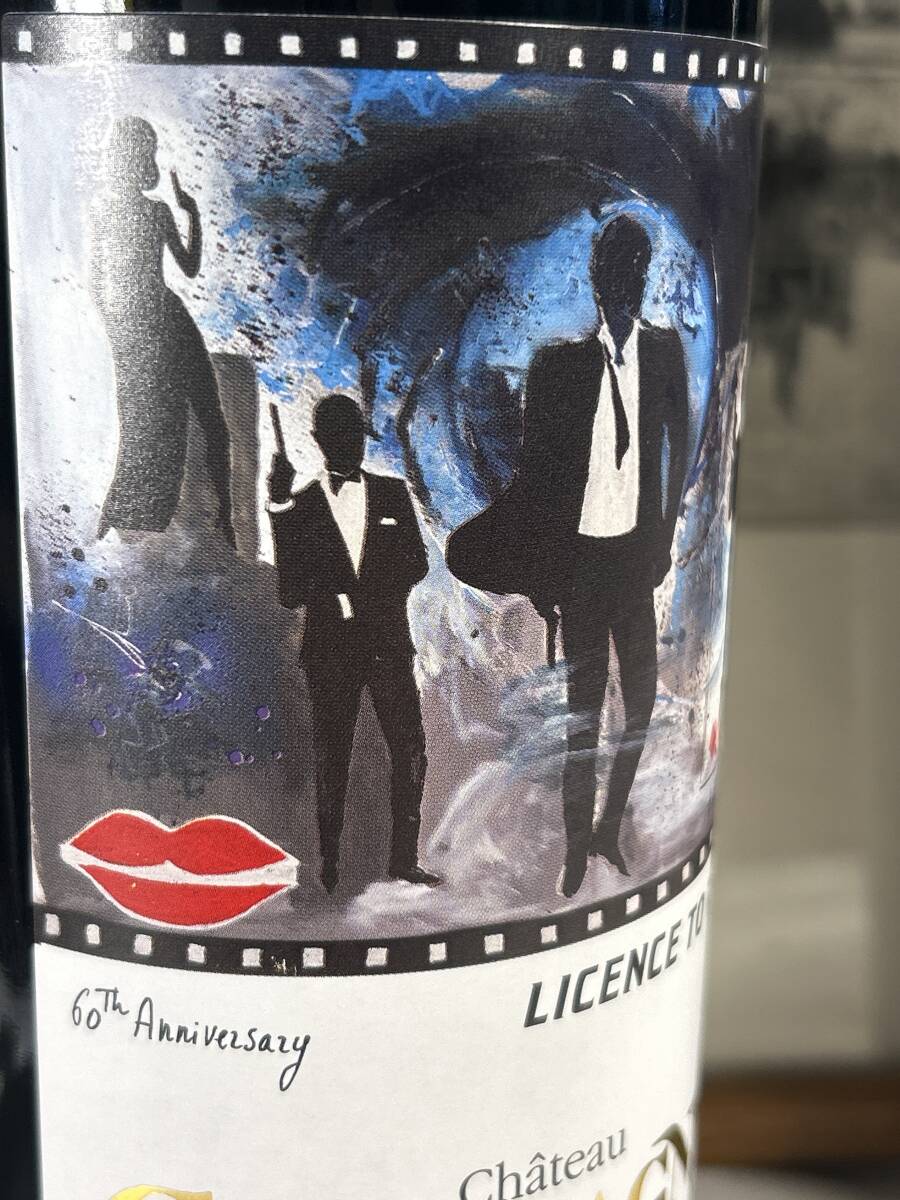 LICENCE TO
60Th Anniversary
Château